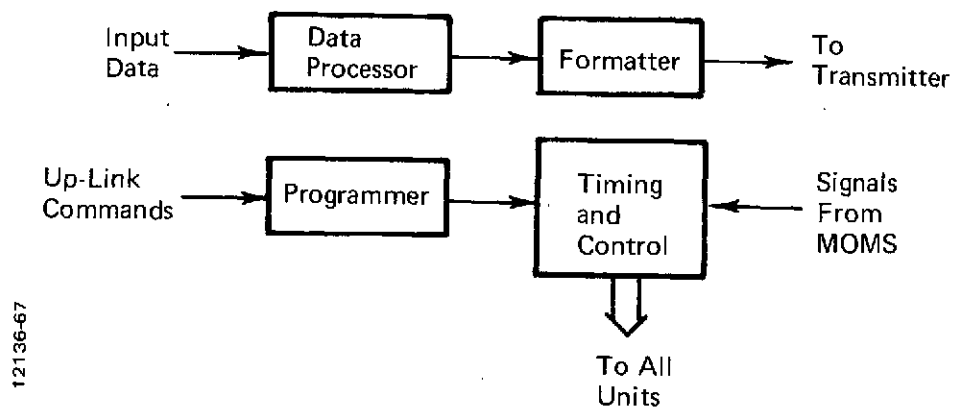 Input
Data
Data
Processor
Formatter
To
Transmitter
Up-Link
Commands
Programmer
Timing
and
Control
Signals
From
MOMS
To All
Units
12136-67